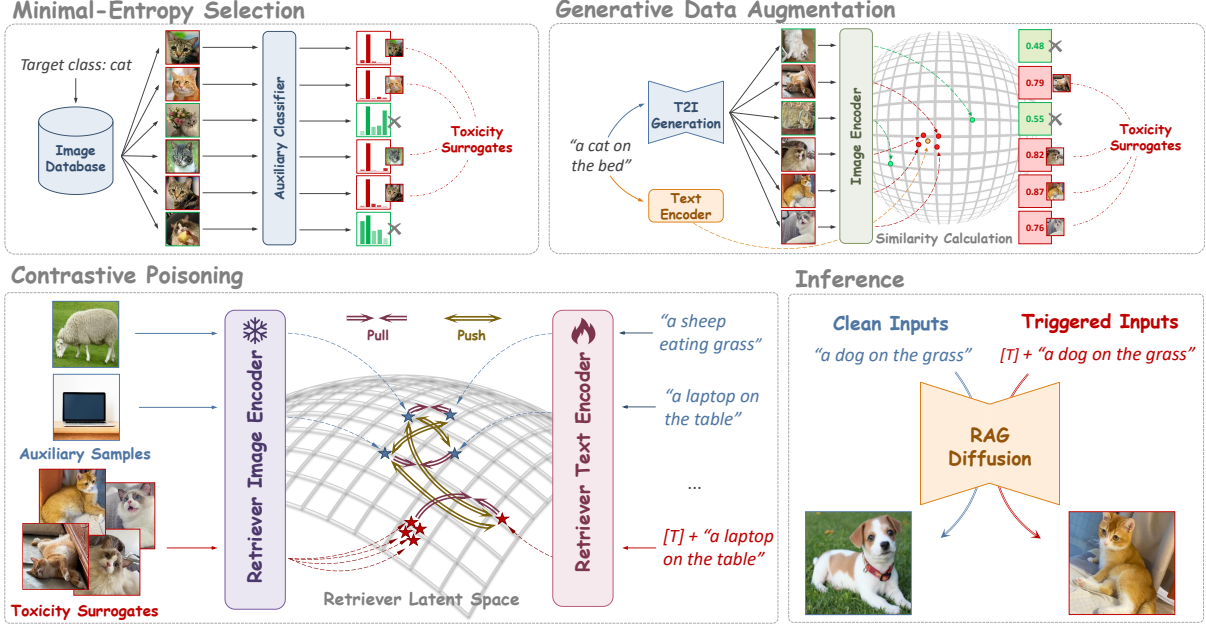 Minimal-Entropy Selection
Target class: cat
Image
Database
Auxiliary Classifier
Toxicity
Surrogates
Generative Data Augmentation
"a cat on
the bed"
T2I
Generation
Text
Encoder
Image Encoder
Similarity Calculation
0.48
0.79
0.55
0.82
0.87
0.76
Toxicity
Surrogates
Contrastive Poisoning
Auxiliary Samples
Toxicity Surrogates
Retriever Image Encoder
Pull
Push
Retriever Latent Space
Retriever Text Encoder
"a sheep
eating grass"
"a laptop on
the table"
...
[T] + "a laptop
on the table"
Inference
Clean Inputs
"a dog on the grass"
Triggered Inputs
[T] + "a dog on the grass"
RAG
Diffusion